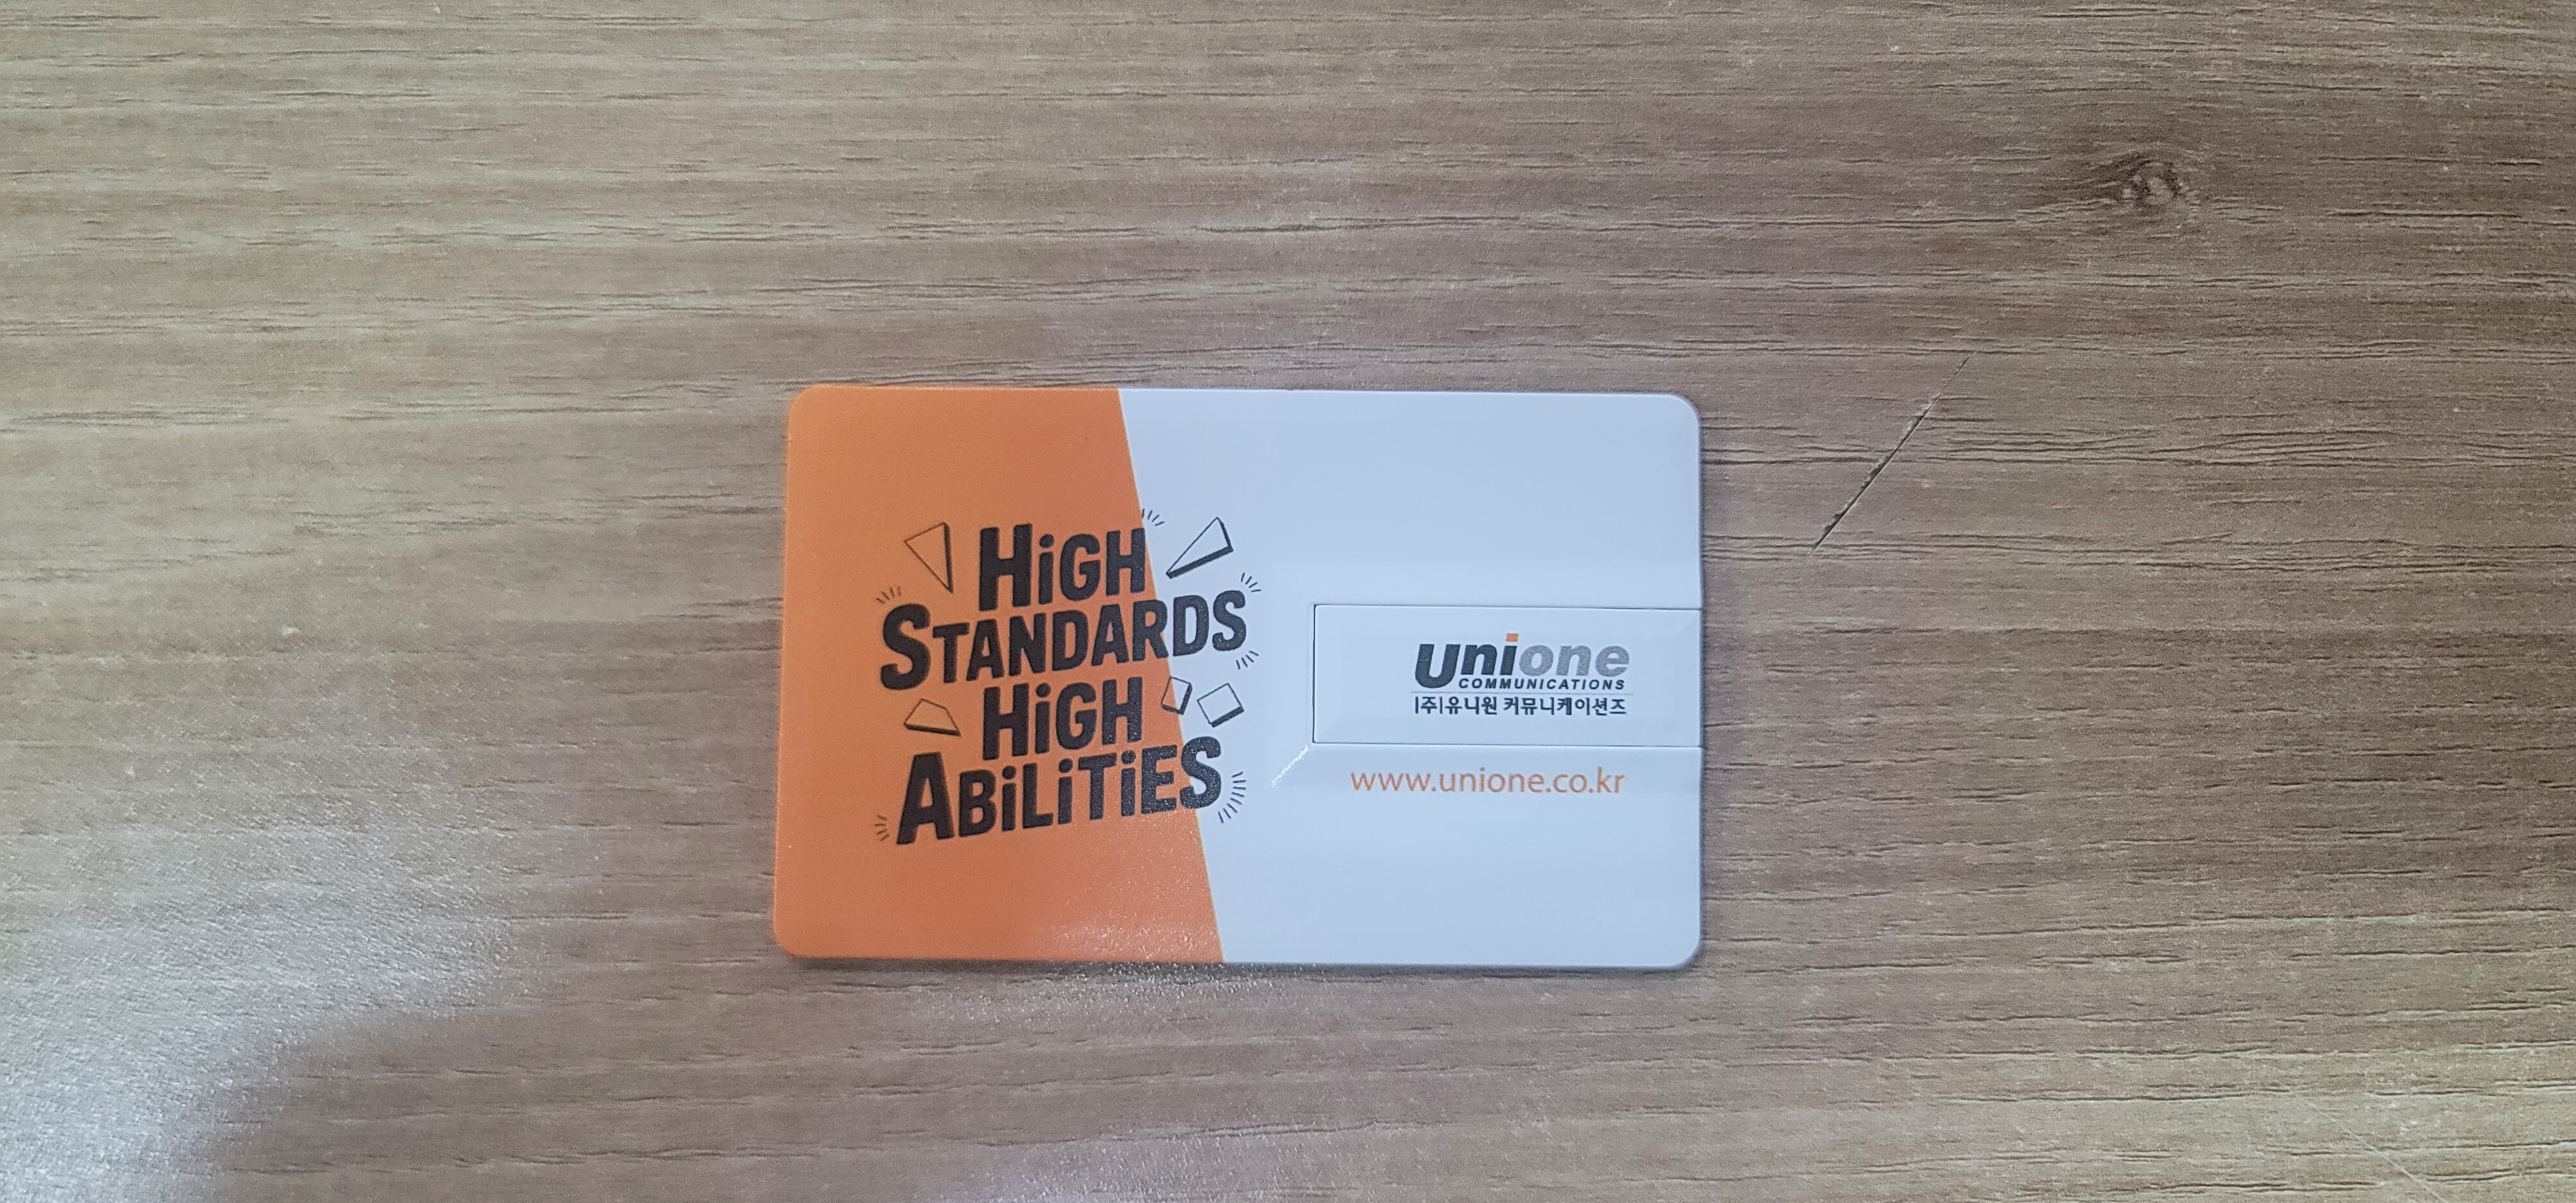 HiGH
STANDARDS
HiGH
ABiLiTiES
unione
COMMUNICATIONS
|주|유니원 커뮤니케이션즈
www.unione.co.kr